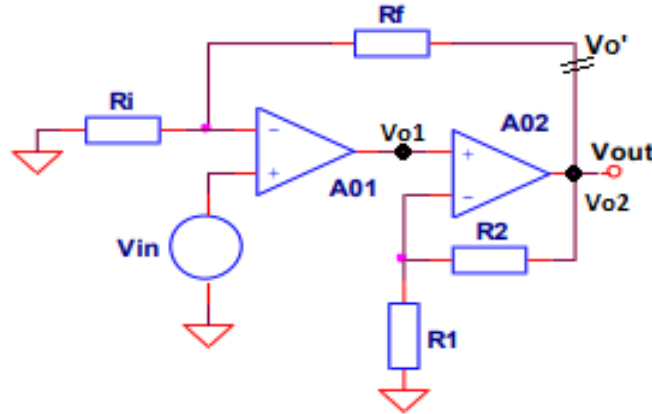 Rf
Vo'
Ri
-
+
Vo1
A01
+
-
A02
Vout
Vo2
Vin
R2
R1